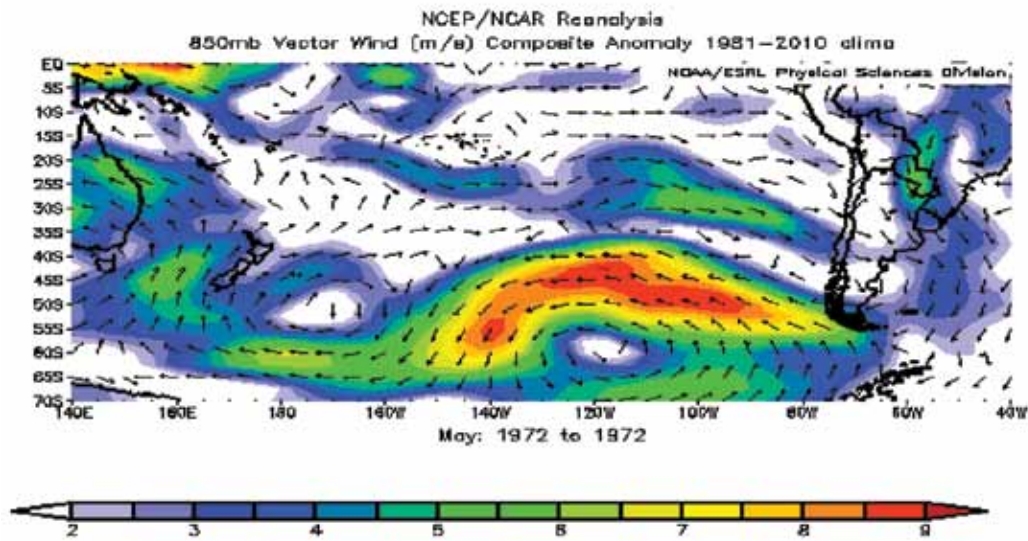 NCEP/NCAR Reanalysis
850mb Vector Wind (m/s) Composite Anomaly 1981-2010 clima
NOAA/ESRL Physical Sciences Division
EQ
5S
10S
15S
20S
25S
30S
35S
40S
45S
50S
55S
60S
65S
70S
140E 160E 180 160W 140W 120W 100W 80W 60W 40W
May: 1972 to 1972
2 3 4 5 6 7 8 9